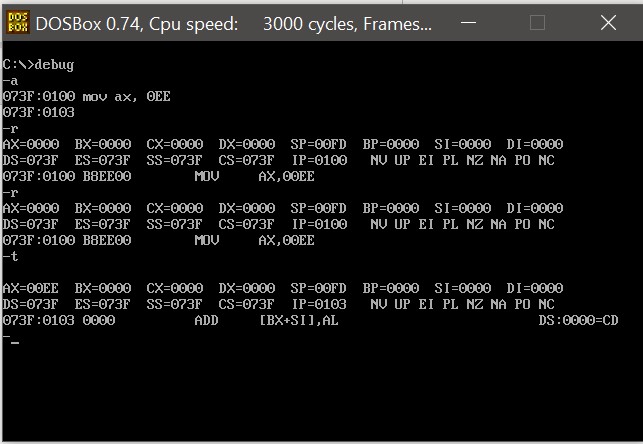 DOS
BOX
DOSBox 0.74, Cpu speed:     3000 cycles, Frames...
C:\>debug
-a
073F:0100 mov ax, 0EE
073F:0103
-r
AX=0000  BX=0000  CX=0000  DX=0000  SP=00FD  BP=0000  SI=0000  DI=0000
DS=073F  ES=073F  SS=073F  CS=073F  IP=0100   NV UP EI PL NZ NA PO NC
073F:0100 B8EE00        MOV     AX,00EE
-r
AX=0000  BX=0000  CX=0000  DX=0000  SP=00FD  BP=0000  SI=0000  DI=0000
DS=073F  ES=073F  SS=073F  CS=073F  IP=0100   NV UP EI PL NZ NA PO NC
073F:0100 B8EE00        MOV     AX,00EE
-t
AX=00EE  BX=0000  CX=0000  DX=0000  SP=00FD  BP=0000  SI=0000  DI=0000
DS=073F  ES=073F  SS=073F  CS=073F  IP=0103   NV UP EI PL NZ NA PO NC
073F:0103 0000          ADD     [BX+SI],AL                         DS:0000=CD
-_